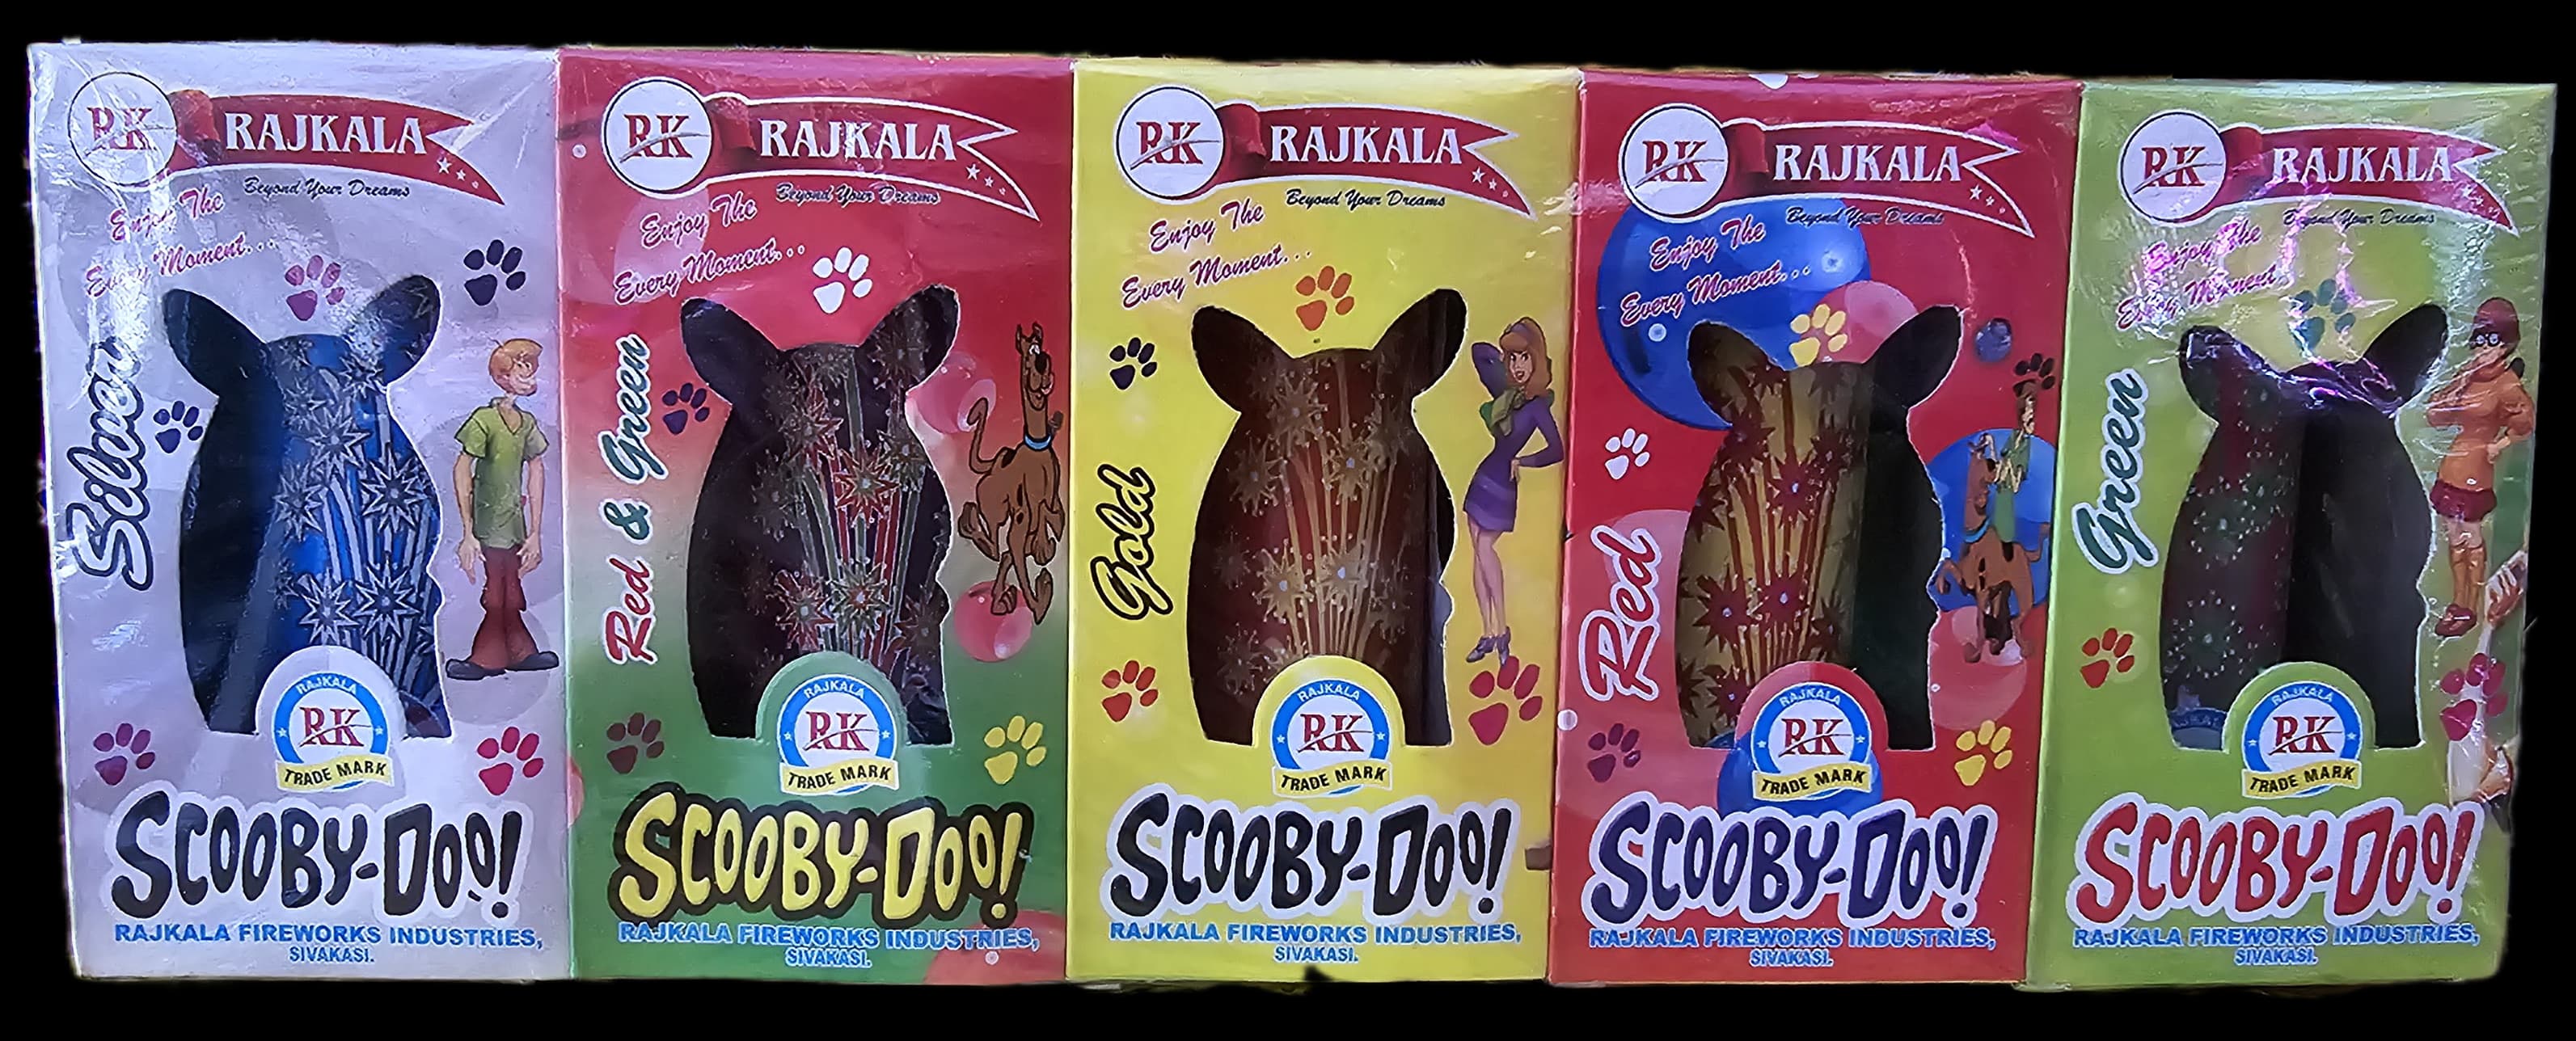 RK RAJKALA
Beyond Your Dreams
Enjoy The
Every Moment...
Silver
RAJKALA
RK
TRADE MARK
SCOOBY-DOO!
RAJKALA FIREWORKS INDUSTRIES,
SIVAKASI.
RK RAJKALA
Beyond Your Dreams
Enjoy The
Every Moment...
Red & Green
RAJKALA
RK
TRADE MARK
SCOOBY-DOO!
RAJKALA FIREWORKS INDUSTRIES,
SIVAKASI.
RK RAJKALA
Beyond Your Dreams
Enjoy The
Every Moment...
Gold
RAJKALA
RK
TRADE MARK
SCOOBY-DOO!
RAJKALA FIREWORKS INDUSTRIES,
SIVAKASI.
RK RAJKALA
Beyond Your Dreams
Enjoy The
Every Moment...
Red
RAJKALA
RK
TRADE MARK
SCOOBY-DOO!
RAJKALA FIREWORKS INDUSTRIES,
SIVAKASI.
RK RAJKALA
Beyond Your Dreams
Enjoy The
Every Moment
Green
RAJKALA
RK
TRADE MARK
SCOOBY-DOO!
RAJKALA FIREWORKS INDUSTRIES,
SIVAKASI.